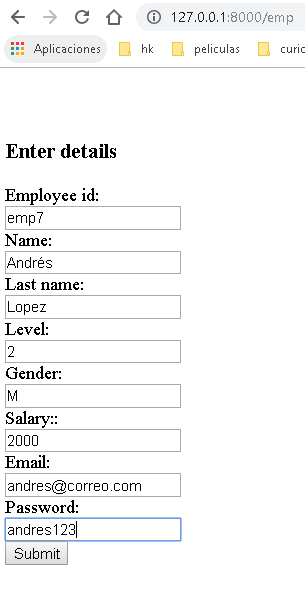 127.0.0.1:8000/emp
Aplicaciones hk peliculas curic
Enter details
Employee id:
emp7
Name:
Andrés
Last name:
Lopez
Level:
2
Gender:
M
Salary::
2000
Email:
andres@correo.com
Password:
andres123
Submit